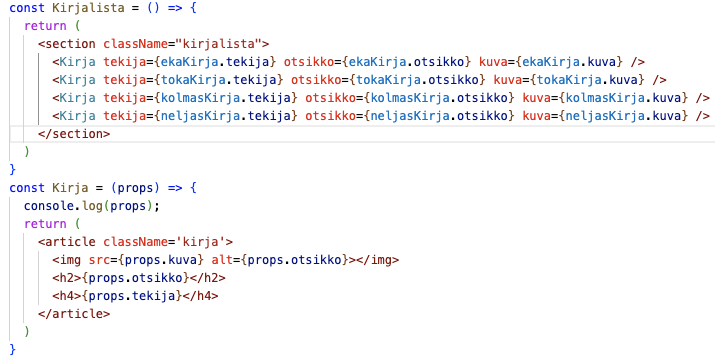 const Kirjalista = () => {
  return (
    <section className="kirjalista">
      <Kirja tekija={ekaKirja.tekija} otsikko={ekaKirja.otsikko} kuva={ekaKirja.kuva} />
      <Kirja tekija={tokaKirja.tekija} otsikko={tokaKirja.otsikko} kuva={tokaKirja.kuva} />
      <Kirja tekija={kolmasKirja.tekija} otsikko={kolmasKirja.otsikko} kuva={kolmasKirja.kuva} />
      <Kirja tekija={neljasKirja.tekija} otsikko={neljasKirja.otsikko} kuva={neljasKirja.kuva} />
    </section>
  )
}
const Kirja = (props) => {
  console.log(props);
  return (
    <article className='kirja'>
      <img src={props.kuva} alt={props.otsikko}></img>
      <h2>{props.otsikko}</h2>
      <h4>{props.tekija}</h4>
    </article>
  )
}